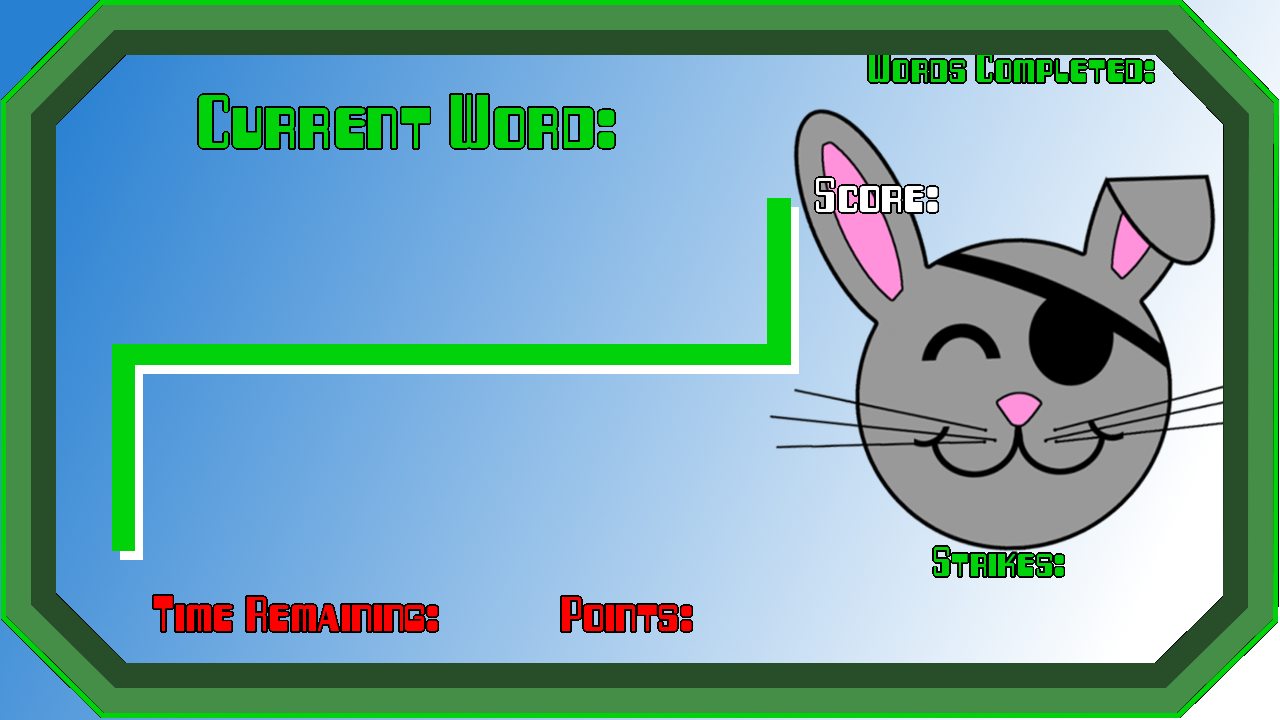 Words Completed:
Current Word:
Score:
Strikes:
Time Remaining:
Points: